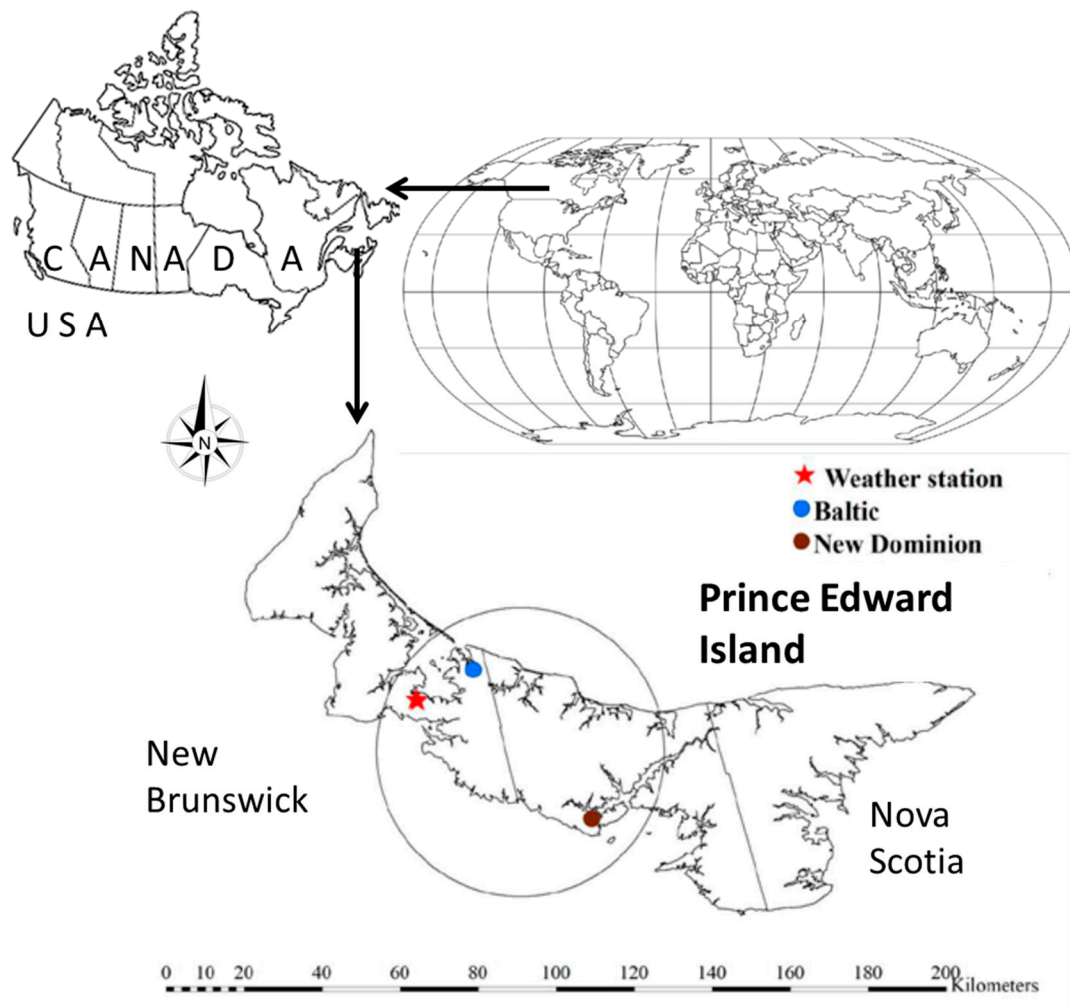 C A N A D A
U S A
N
Weather station
Baltic
New Dominion
Prince Edward
Island
New
Brunswick
Nova
Scotia
0 10 20 40 60 80 100 120 140 160 180 200
Kilometers